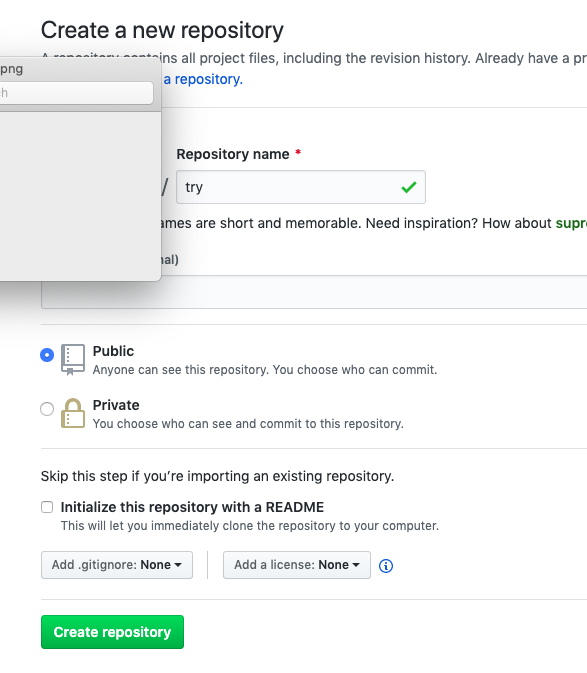 Create a new repository
A repository contains all project files, including the revision history. Already have a pr
png
a repository.
Repository name *
/
try
ames are short and memorable. Need inspiration? How about supr
nal)
Public
Anyone can see this repository. You choose who can commit.
Private
You choose who can see and commit to this repository.
Skip this step if you're importing an existing repository.
Initialize this repository with a README
This will let you immediately clone the repository to your computer.
Add .gitignore: None
Add a license: None
Create repository